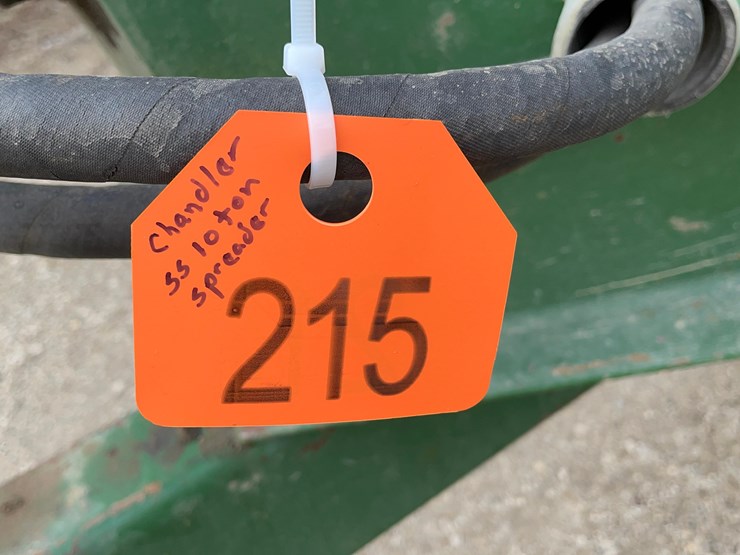 Chandler
ss 10 ton
spreader
215